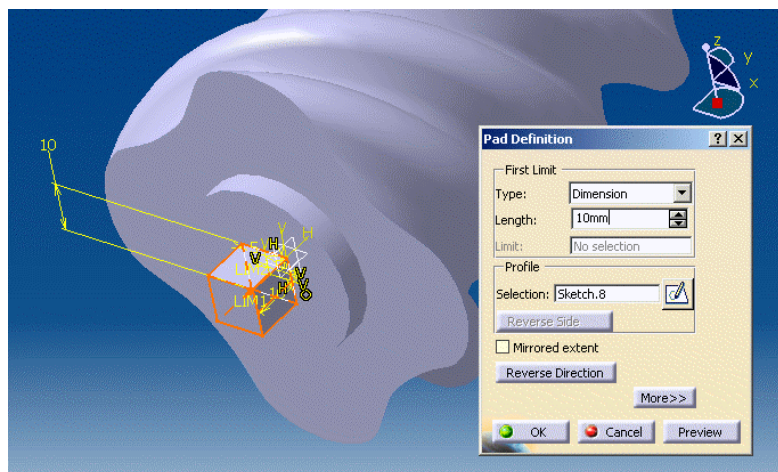 z
y
x
10
Pad Definition
First Limit
Type: Dimension
Length: 10mm
Limit: No selection
Profile
Selection: Sketch.8
Reverse Side
Mirrored extent
Reverse Direction
More>>
OK Cancel Preview
V H
H
V
V
V
LiM1
H